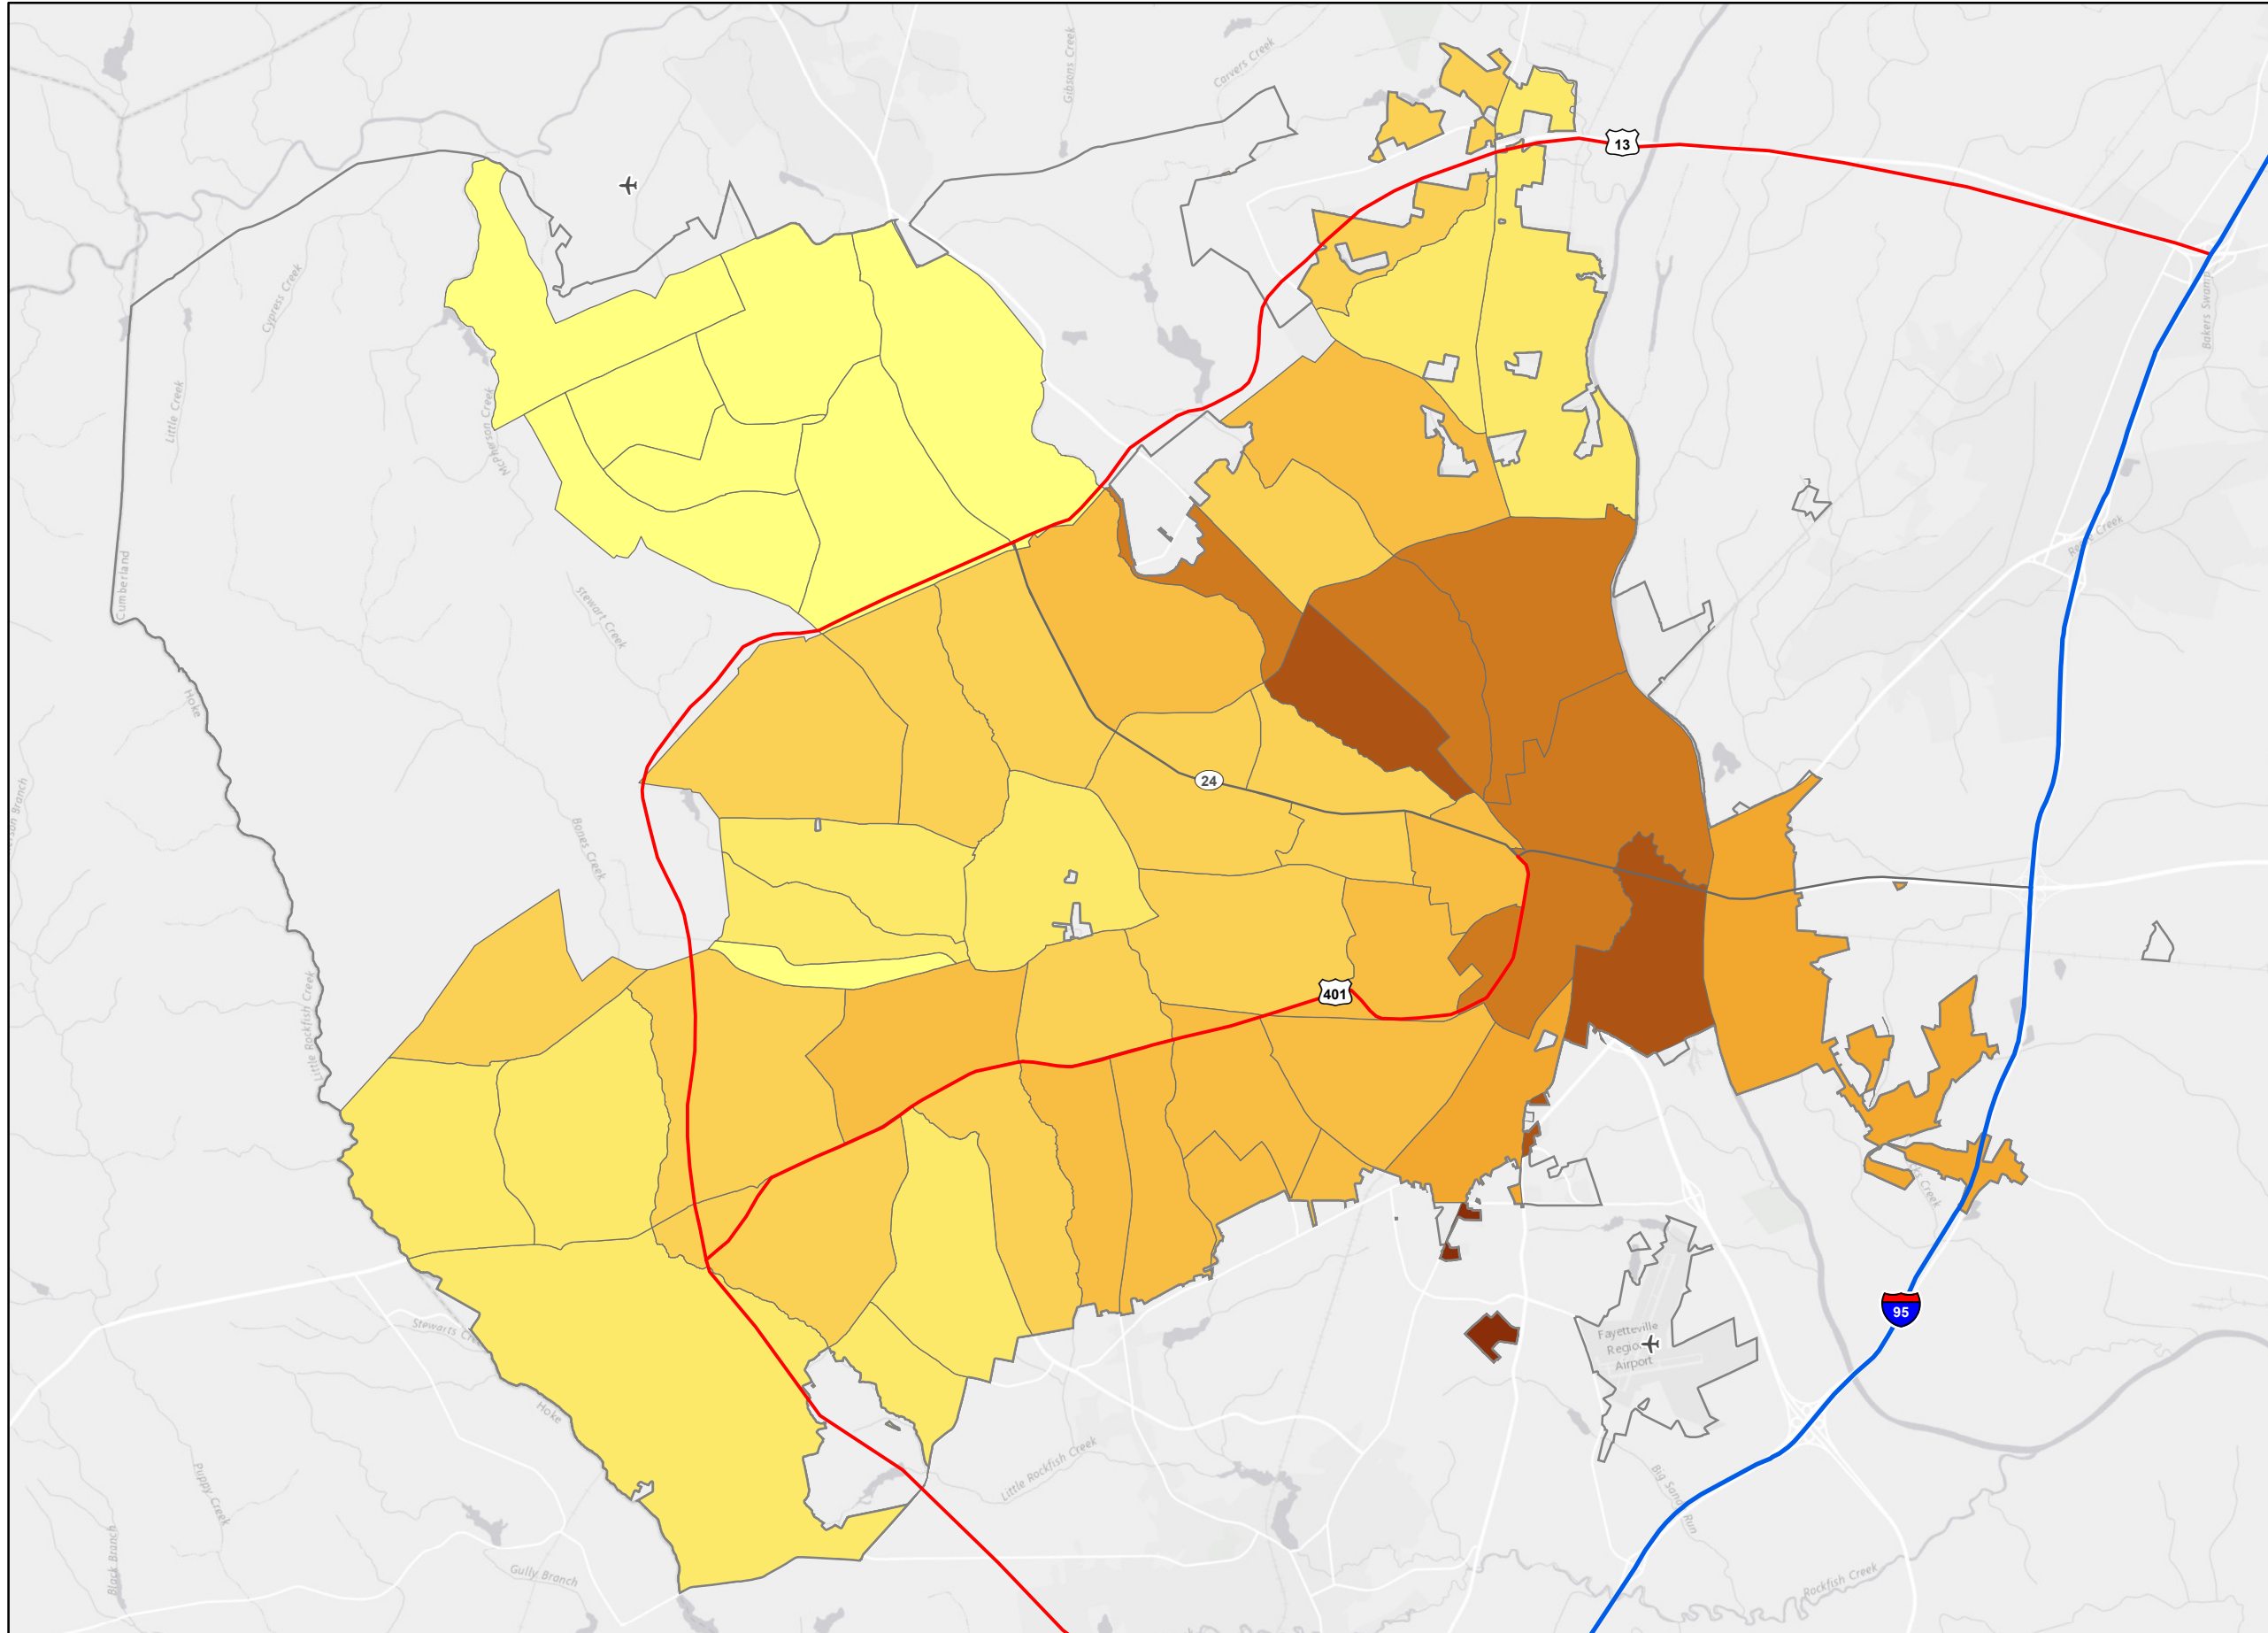 Carvers Creek
Gibsons Creek
13
Bakers Swamp
Cypress Creek
Little Creek
McPherson Creek
Cumberland
Stewart Creek
Hoke
24
Bones Creek
Little Rockfish Creek
401
95
Fayetteville
Airport
Stewarts
Hoke
Little Rockfish Creek
Puppy Creek
Big Sandy Run
Black Branch
Gully Branch
Rockfish Creek